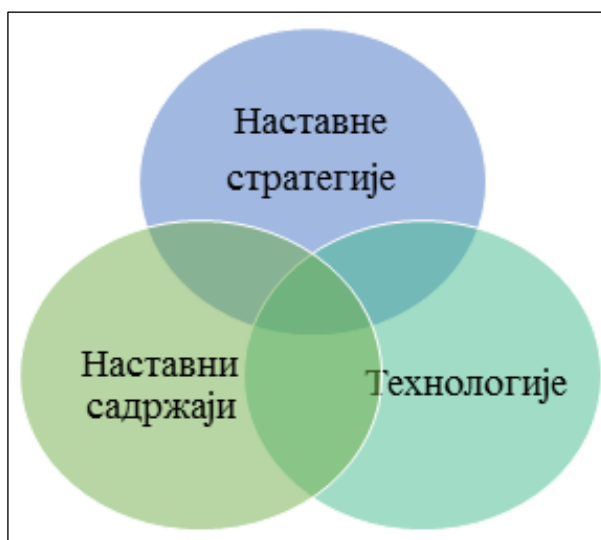 Наставне
стратегије
Наставни
садржаји
Технологије